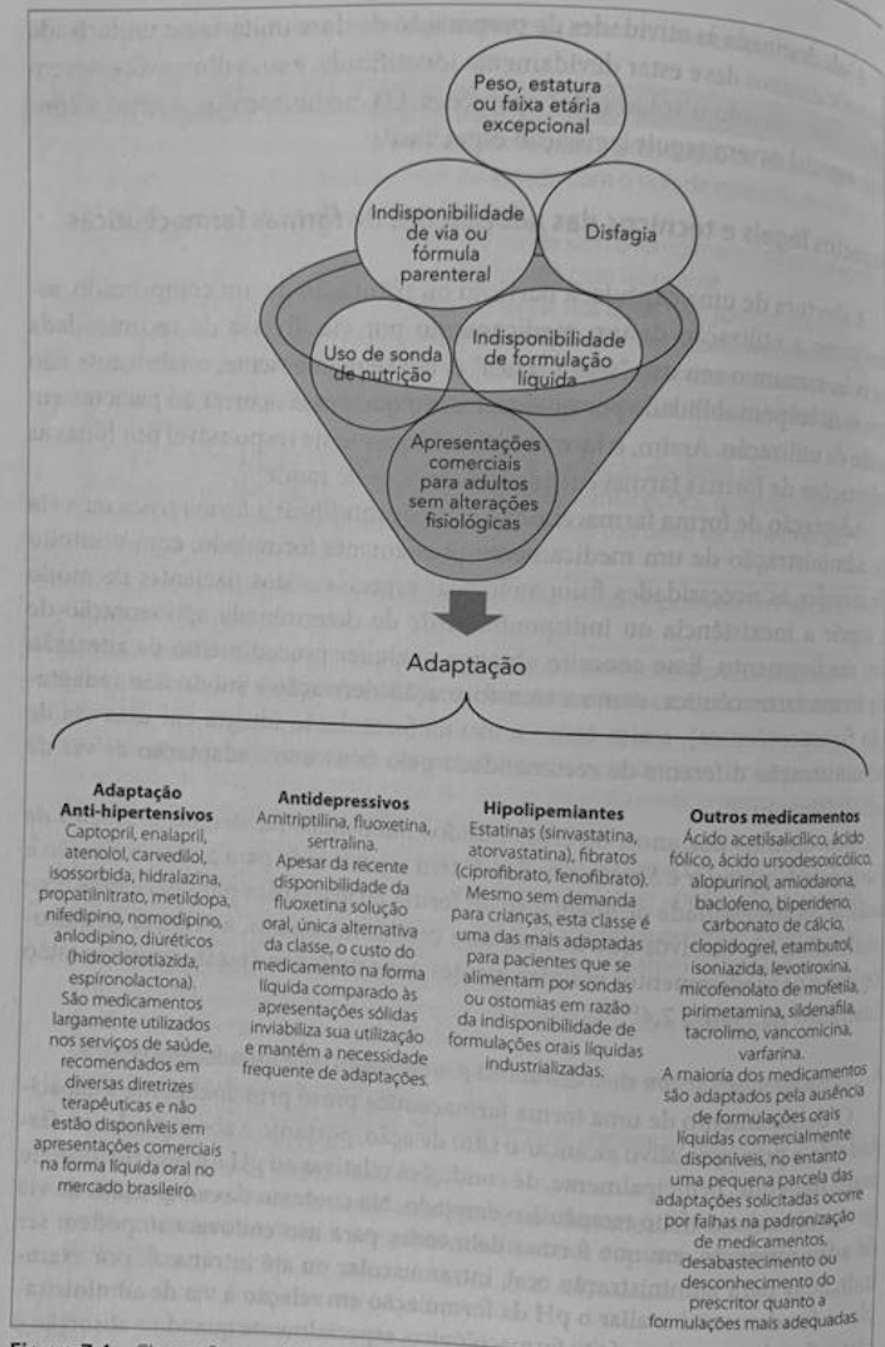 Peso, estatura
ou faixa etária
excepcional
Indisponibilidade
de via ou
fórmula
parenteral
Disfagia
Uso de sonda
de nutrição
Indisponibilidade
de formulação
líquida
Apresentações
comerciais
para adultos
sem alterações
fisiológicas
Adaptação
Adaptação
Anti-hipertensivos
Captopril, enalapril,
atenolol, carvedilol,
isossorbida, hidralazina,
propatilnitrato, metildopa,
nifedipino, nomodipino,
anlodipino, diuréticos
(hidroclorotiazida,
espironolactona).
São medicamentos
largamente utilizados
nos serviços de saúde,
recomendados em
diversas diretrizes
terapêuticas e não
estão disponíveis em
apresentações comerciais
na forma líquida oral no
mercado brasileiro.
Antidepressivos
Amitriptilina, fluoxetina,
sertralina.
Apesar da recente
disponibilidade da
fluoxetina solução
oral, única alternativa
da classe, o custo do
medicamento na forma
líquida comparado às
apresentações sólidas
inviabiliza sua utilização
e mantém a necessidade
frequente de adaptações.
Hipolipemiantes
Estatinas (sinvastatina,
atorvastatina), fibratos
(ciprofibrato, fenofibrato).
Mesmo sem demanda
para crianças, esta classe é
uma das mais adaptadas
para pacientes que se
alimentam por sondas
ou ostomias em razão
da indisponibilidade de
formulações orais líquidas
industrializadas.
Outros medicamentos
Ácido acetilsalicílico, ácido
fólico, ácido ursodesoxicólico,
alopurinol, amiodarona,
baclofeno, biperideno,
carbonato de cálcio,
clopidogrel, etambutol,
isoniazida, levotiroxina,
micofenolato de mofetila,
pirimetamina, sildenafila,
tacrolimo, vancomicina,
varfarina.
A maioria dos medicamentos
são adaptados pela ausência
de formulações orais
líquidas comercialmente
disponíveis, no entanto
uma pequena parcela das
adaptações solicitadas ocorre
por falhas na padronização
de medicamentos,
desabastecimento ou
desconhecimento do
prescritor quanto a
formulações mais adequadas.